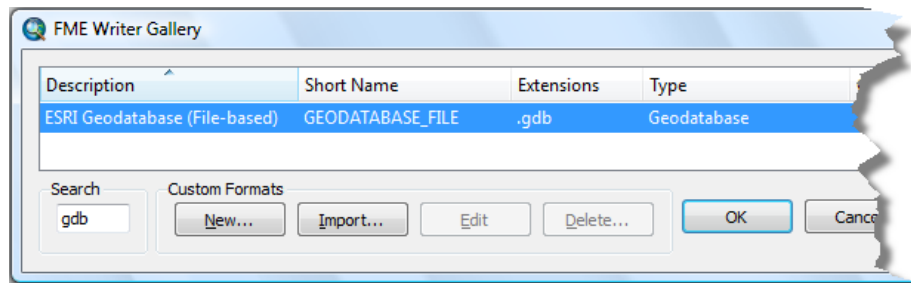 FME Writer Gallery
Description Short Name Extensions Type
ESRI Geodatabase (File-based) GEODATABASE_FILE .gdb Geodatabase
Search Custom Formats
gdb New... Import... Edit Delete... OK